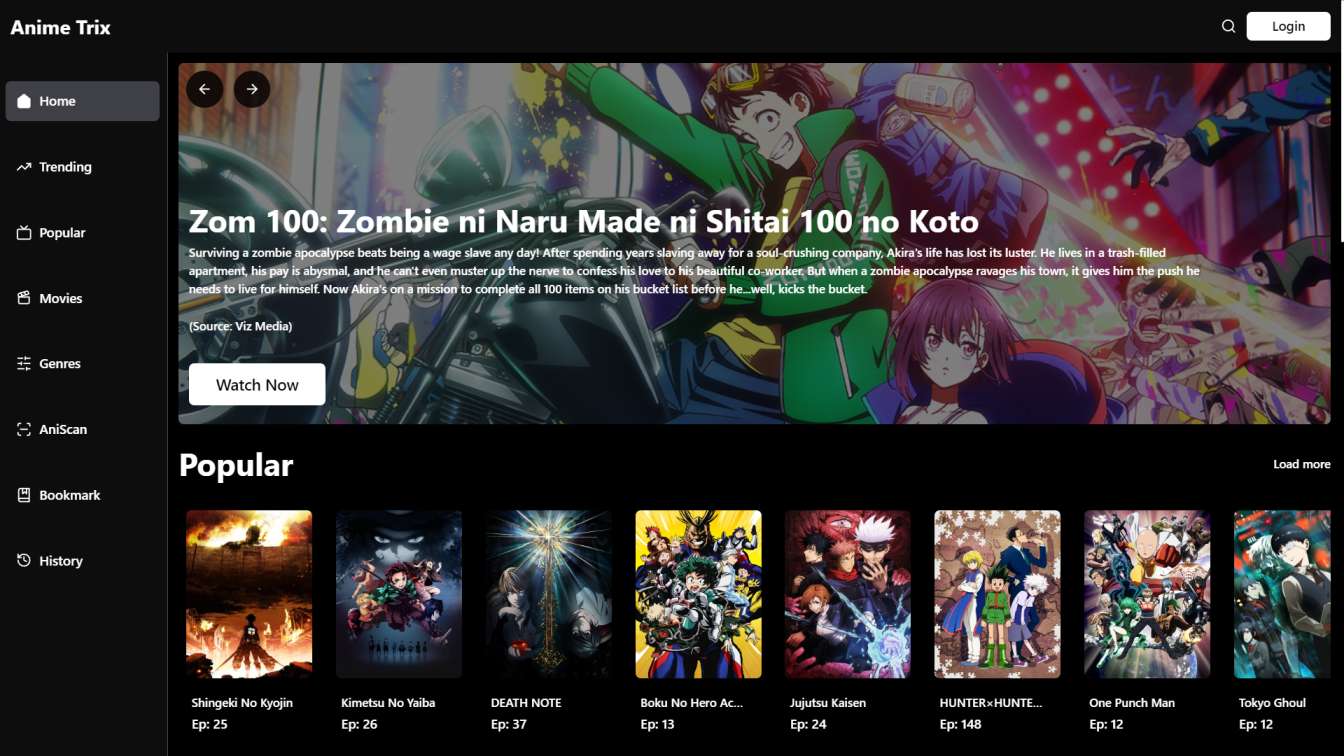 Anime Trix
Login
Home
Trending
Popular
Movies
Genres
AniScan
Bookmark
History
Zom 100: Zombie ni Naru Made ni Shitai 100 no Koto
Surviving a zombie apocalypse beats being a wage slave any day! After spending years slaving away for a soul-crushing company, Akira's life has lost its luster. He lives in a trash-filled
apartment, his pay is abysmal, and he can't even muster up the nerve to confess his love to his beautiful co-worker. But when a zombie apocalypse ravages his town, it gives him the push he
needs to live for himself. Now Akira's on a mission to complete all 100 items on his bucket list before he...well, kicks the bucket.
(Source: Viz Media)
Watch Now
Popular
Load more
Shingeki No Kyojin
Ep: 25
Kimetsu No Yaiba
Ep: 26
DEATH NOTE
Ep: 37
Boku No Hero Ac...
Ep: 13
Jujutsu Kaisen
Ep: 24
HUNTER×HUNTE...
Ep: 148
One Punch Man
Ep: 12
Tokyo Ghoul
Ep: 12